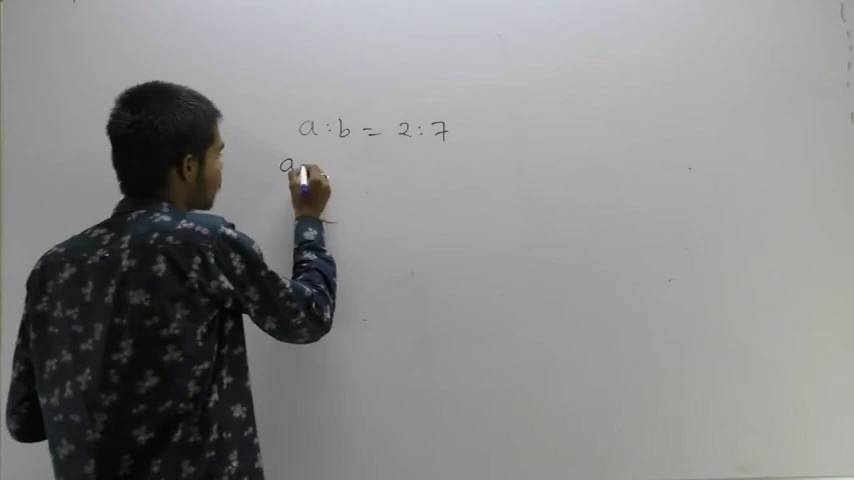 a : b = 2 : 7
a